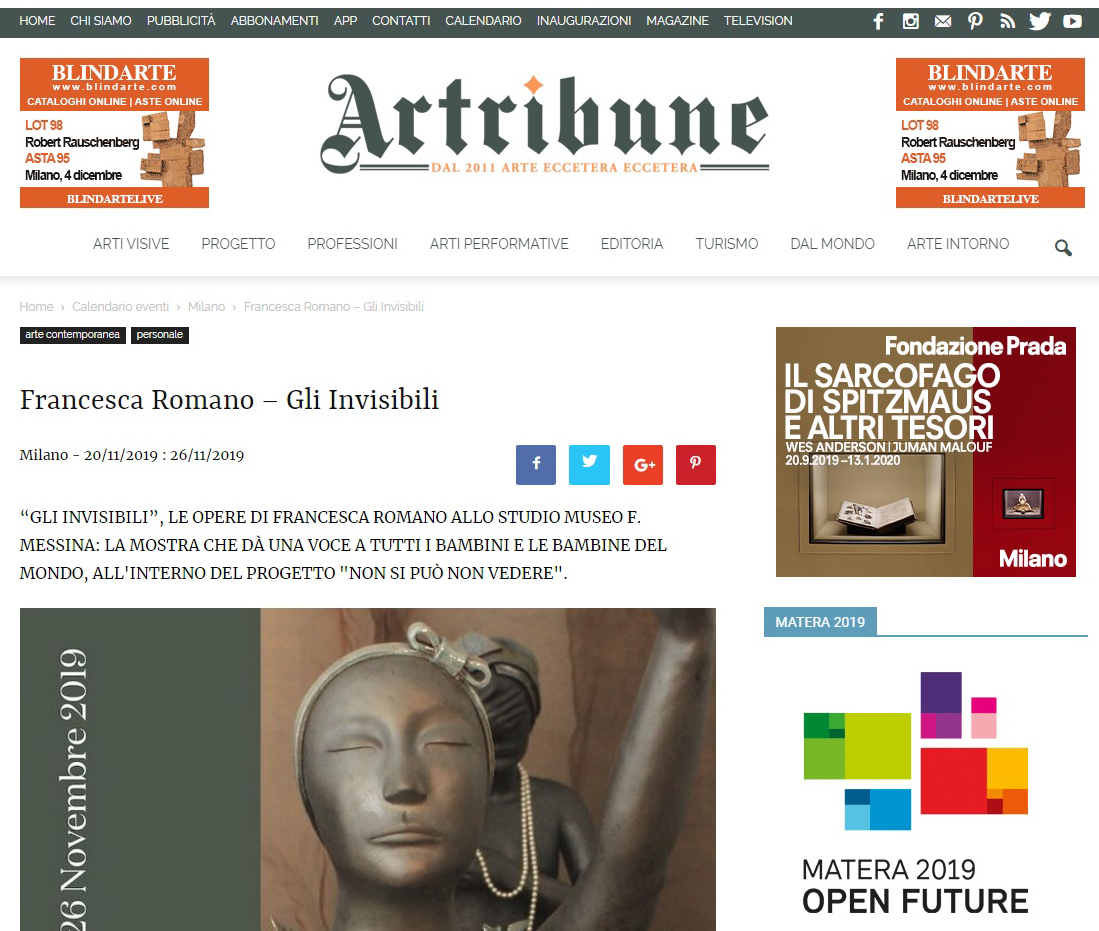 HOME CHI SIAMO PUBBLICITÀ ABBONAMENTI APP CONTATTI CALENDARIO INAUGURAZIONI MAGAZINE TELEVISION
BLINDARTE
www.blindarte.com
CATALOGHI ONLINE | ASTE ONLINE
LOT 98
Robert Rauschenberg
ASTA 95
Milano, 4 dicembre
BLINDARTELIVE
Artribune
DAL 2011 ARTE ECCETERA ECCETERA
BLINDARTE
www.blindarte.com
CATALOGHI ONLINE | ASTE ONLINE
LOT 98
Robert Rauschenberg
ASTA 95
Milano, 4 dicembre
BLINDARTELIVE
ARTI VISIVE PROGETTO PROFESSIONI ARTI PERFORMATIVE EDITORIA TURISMO DAL MONDO ARTE INTORNO
Home › Calendario eventi › Milano › Francesca Romano – Gli Invisibili
arte contemporanea personale
Francesca Romano – Gli Invisibili
Milano - 20/11/2019 : 26/11/2019
“GLI INVISIBILI”, LE OPERE DI FRANCESCA ROMANO ALLO STUDIO MUSEO F.
MESSINA: LA MOSTRA CHE DÀ UNA VOCE A TUTTI I BAMBINI E LE BAMBINE DEL
MONDO, ALL'INTERNO DEL PROGETTO "NON SI PUÒ NON VEDERE".
26 Novembre 2019
Fondazione Prada
IL SARCOFAGO
DI SPITZMAUS
E ALTRI TESORI
WES ANDERSON | JUMAN MALOUF
20.9.2019 –13.1.2020
Milano
MATERA 2019
MATERA 2019
OPEN FUTURE